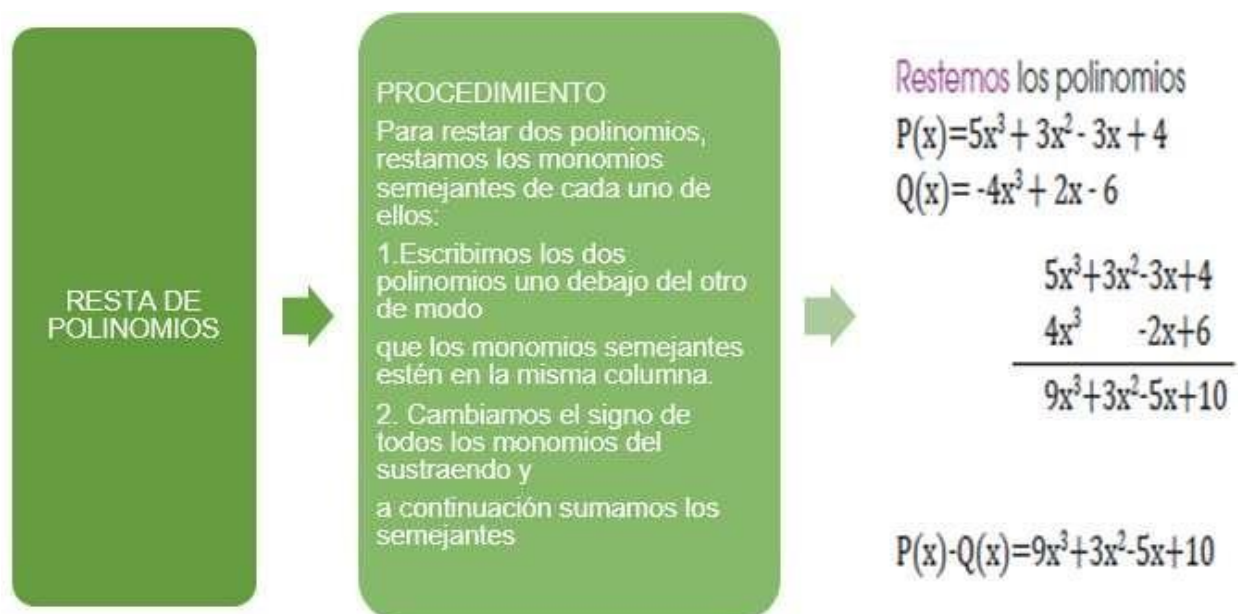 RESTA DE
POLINOMIOS
PROCEDIMIENTO
Para restar dos polinomios,
restamos los monomios
semejantes de cada uno de
ellos:
1.Escribimos los dos
polinomios uno debajo del otro
de modo
que los monomios semejantes
estén en la misma columna.
2. Cambiamos el signo de
todos los monomios del
sustraendo y
a continuación sumamos los
semejantes
Restemos los polinomios
P(x)=5x³+ 3x²- 3x + 4
Q(x)= -4x³+ 2x - 6
5x³+3x²-3x+4
4x³ -2x+6
9x³+3x²-5x+10
P(x)-Q(x)=9x³+3x²-5x+10